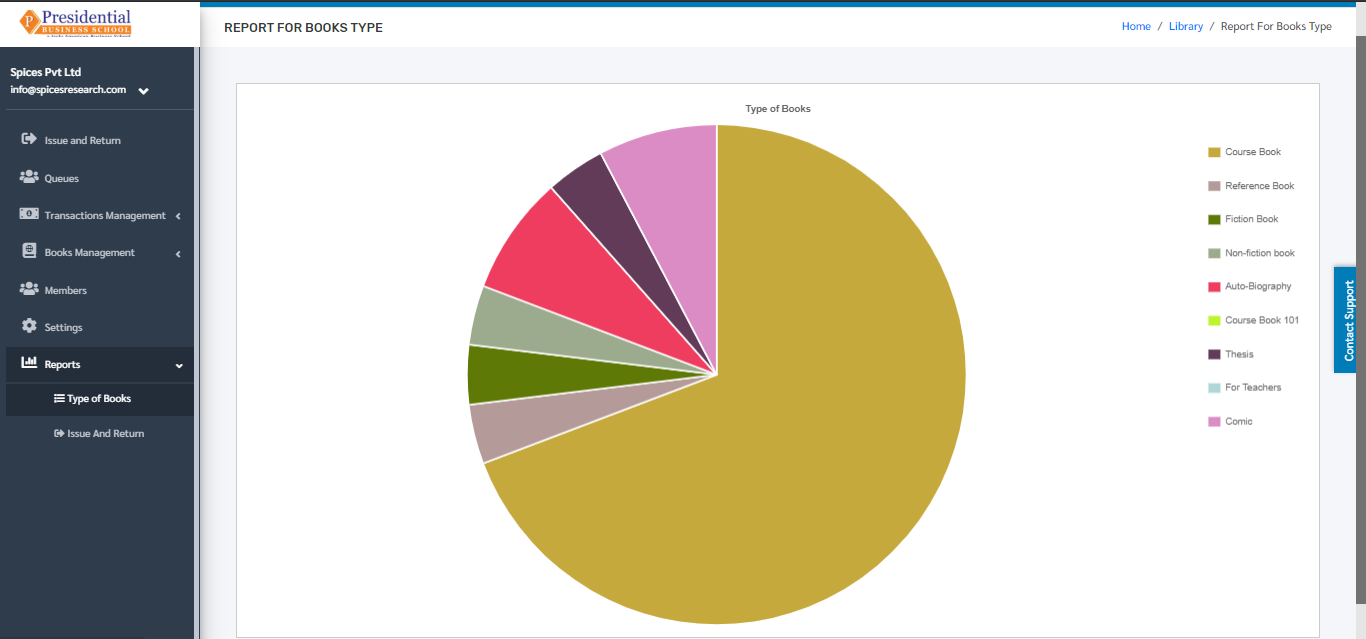 Presidential
BUSINESS SCHOOL
REPORT FOR BOOKS TYPE
Home / Library / Report For Books Type
Spices Pvt Ltd
info@spicesresearch.com
Issue and Return
Queues
Transactions Management
Books Management
Members
Settings
Reports
Type of Books
Issue And Return
Type of Books
Course Book
Reference Book
Fiction Book
Non-fiction book
Auto-Biography
Course Book 101
Thesis
For Teachers
Comic
Contact Support